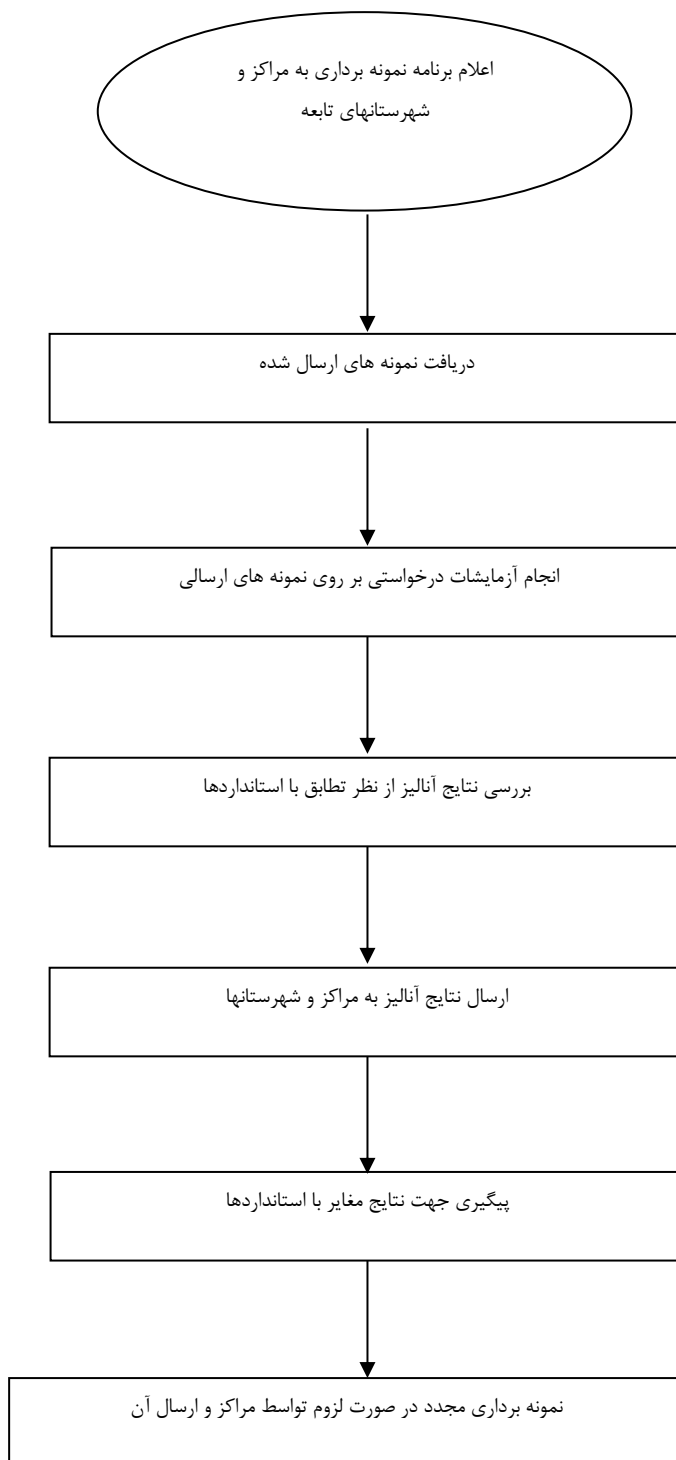 اعلام برنامه نمونه برداری به مراکز و
شهرستانهای تابعه
دریافت نمونه های ارسال شده
انجام آزمایشات درخواستی بر روی نمونه های ارسالی
بررسی نتایج آنالیز از نظر تطابق با استانداردها
ارسال نتایج آنالیز به مراکز و شهرستانها
پیگیری جهت نتایج مغایر با استانداردها
نمونه برداری مجدد در صورت لزوم تواسط مراکز و ارسال آن